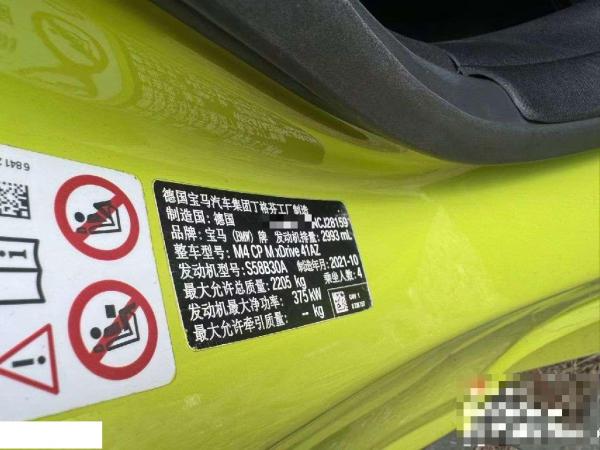 6841
德国宝马汽车集团丁格芬工厂制造
制造国：德国
NCJ28159
品牌：宝马（BMW）牌 发动机排量：2993 mL
整车型号：M4 CP M xDrive 41AZ
发动机型号：S58B30A 制造年月：2021-10
最大允许总质量：2205 kg 乘坐人数：4
发动机最大净功率：375 kW
最大允许牵引质量：-- kg